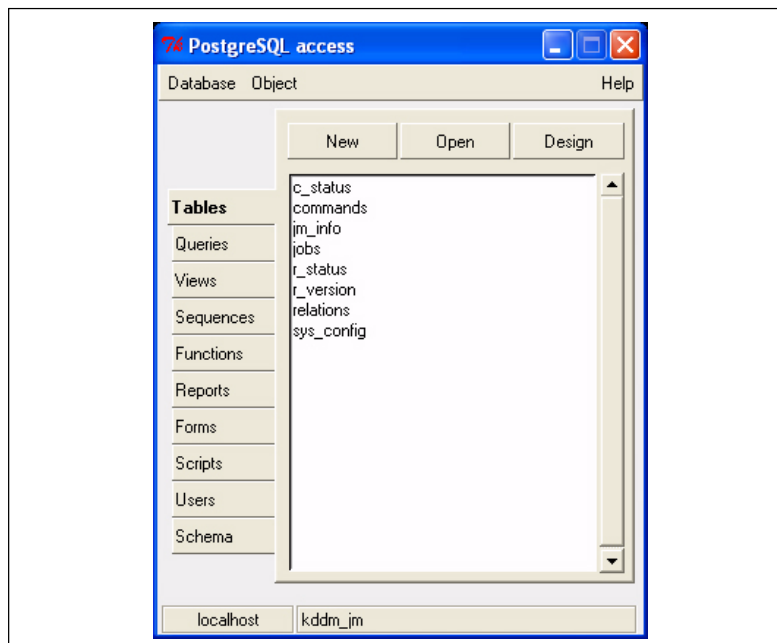 PostgreSQL access
Database Object Help
New Open Design
c_status
commands
jm_info
jobs
r_status
r_version
relations
sys_config
Tables
Queries
Views
Sequences
Functions
Reports
Forms
Scripts
Users
Schema
localhost kddm_jm